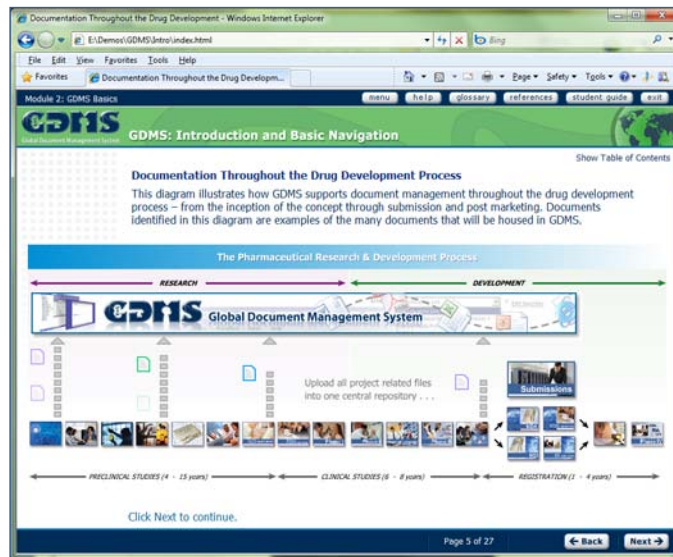 Documentation Throughout the Drug Development - Windows Internet Explorer
E:\Demos\GDMS\Intro\index.html
Bing
File Edit View Favorites Tools Help
Favorites
Documentation Throughout the Drug Developm...
Page Safety Tools
Module 2: GDMS Basics
menu help glossary references student guide exit
GDMS
Global Document Management System
GDMS: Introduction and Basic Navigation
Show Table of Contents
Documentation Throughout the Drug Development Process
This diagram illustrates how GDMS supports document management throughout the drug development
process – from the inception of the concept through submission and post marketing. Documents
identified in this diagram are examples of the many documents that will be housed in GDMS.
The Pharmaceutical Research & Development Process
RESEARCH
DEVELOPMENT
GDMS Global Document Management System
Upload all project related files
into one central repository . . .
Submissions
PRECLINICAL STUDIES (4 - 15 years)
CLINICAL STUDIES (6 - 8 years)
REGISTRATION (1 - 4 years)
Click Next to continue.
Page 5 of 27
Back
Next